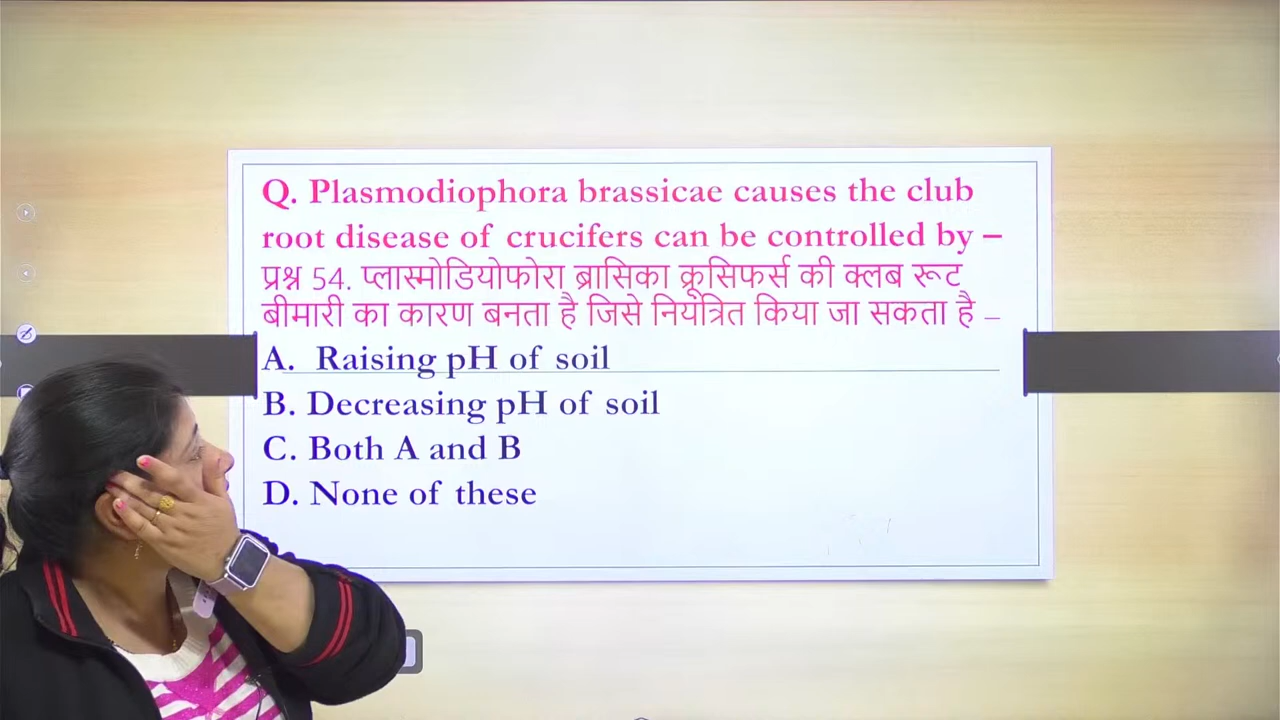 Q. Plasmodiophora brassicae causes the club
root disease of crucifers can be controlled by –
प्रश्न 54. प्लास्मोडियोफोरा ब्रासिका क्रूसिफर्स की क्लब रूट
बीमारी का कारण बनता है जिसे नियंत्रित किया जा सकता है –
A. Raising pH of soil
B. Decreasing pH of soil
C. Both A and B
D. None of these